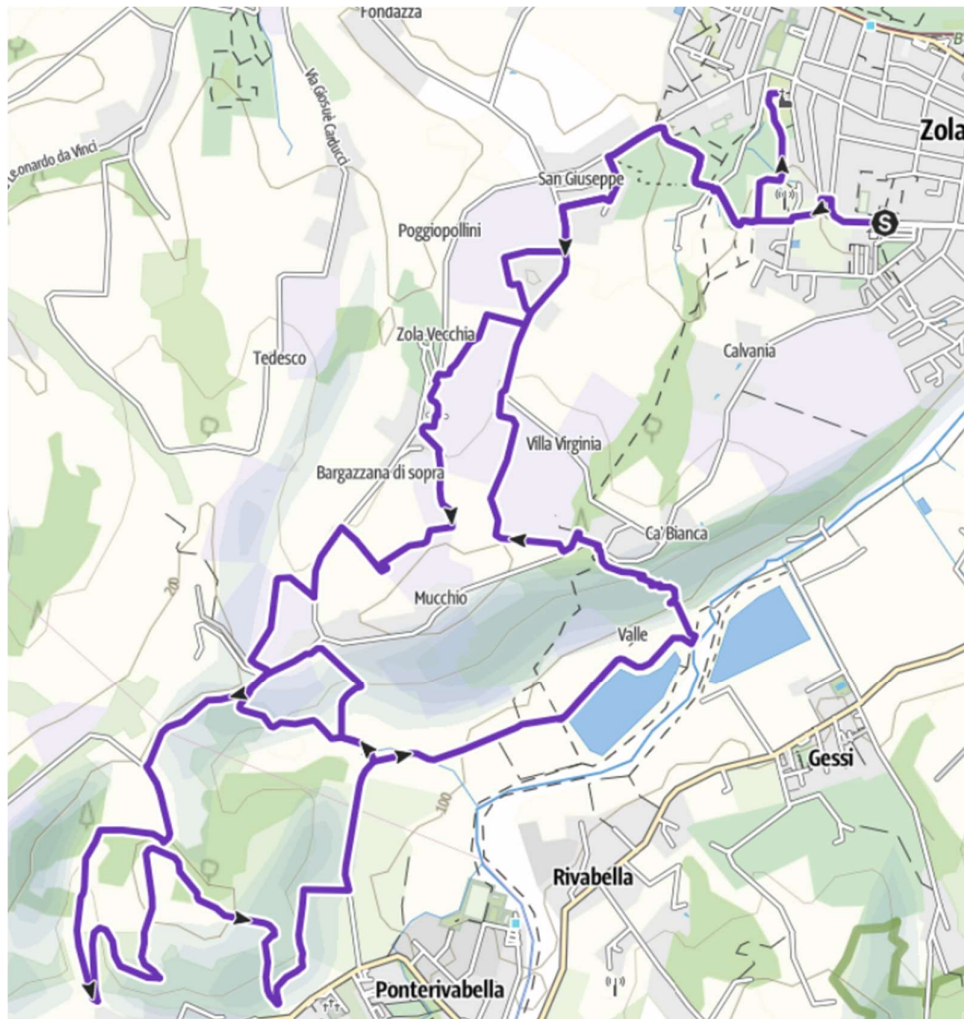 Fondazza
Via Giosuè Carducci
Leonardo da Vinci
Zola
San Giuseppe
S
Poggiopollini
Zola Vecchia
Tedesco
Calvania
Villa Virginia
Bargazzana di sopra
Ca' Bianca
200
Mucchio
Valle
Gessi
100
Rivabella
Ponterivabella